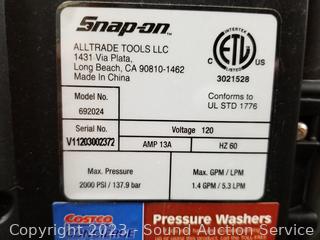 Snap-on
ALLTRADE TOOLS LLC
1431 Via Plata,
Long Beach, CA 90810-1462
Made in China
C ETL US
INTERTEK
3021528
Model No.
692024
Conforms to
UL STD 1776
Serial No.
V11203002372
Voltage 120
AMP 13A
HZ 60
Max. Pressure
2000 PSI / 137.9 bar
Max. GPM / LPM
1.4 GPM / 5.3 LPM
COSTCO
Pressure Washers
Copyright © 2023 - Sound Auction Service